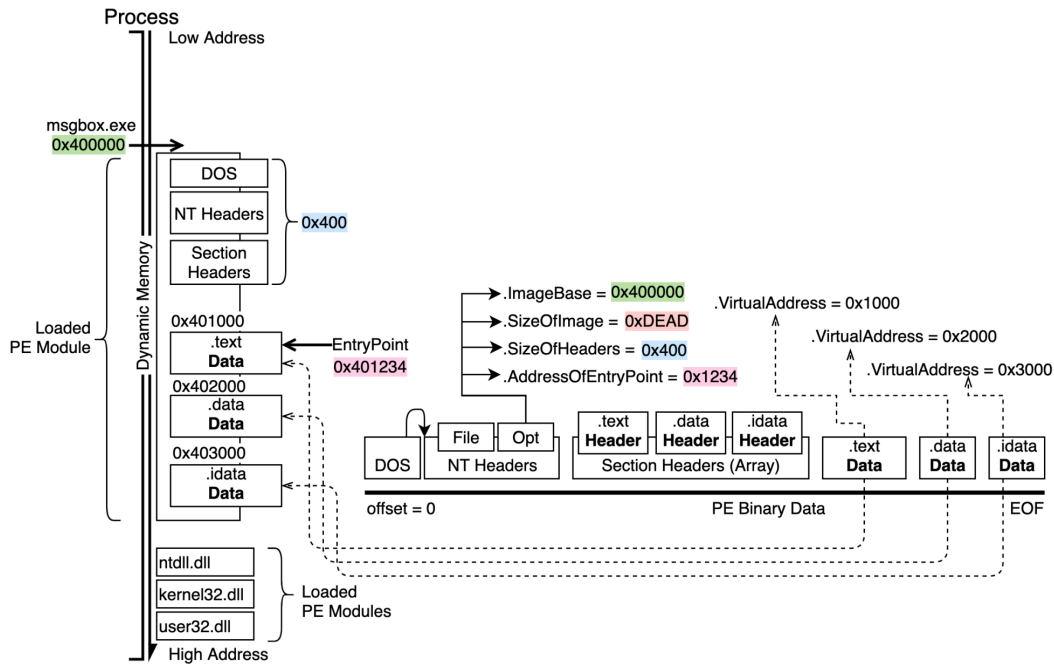 Process
Low Address
msgbox.exe
0x400000
DOS
NT Headers
Section
Headers
0x400
Dynamic Memory
Loaded
PE Module
0x401000
.text
Data
EntryPoint
0x401234
0x402000
.data
Data
0x403000
.idata
Data
ntdll.dll
kernel32.dll
user32.dll
Loaded
PE Modules
High Address
.ImageBase = 0x400000
.SizeOfImage = 0xDEAD
.SizeOfHeaders = 0x400
.AddressOfEntryPoint = 0x1234
.VirtualAddress = 0x1000
.VirtualAddress = 0x2000
.VirtualAddress = 0x3000
DOS
File
Opt
NT Headers
.text
Header
.data
Header
.idata
Header
Section Headers (Array)
.text
Data
.data
Data
.idata
Data
offset = 0
PE Binary Data
EOF